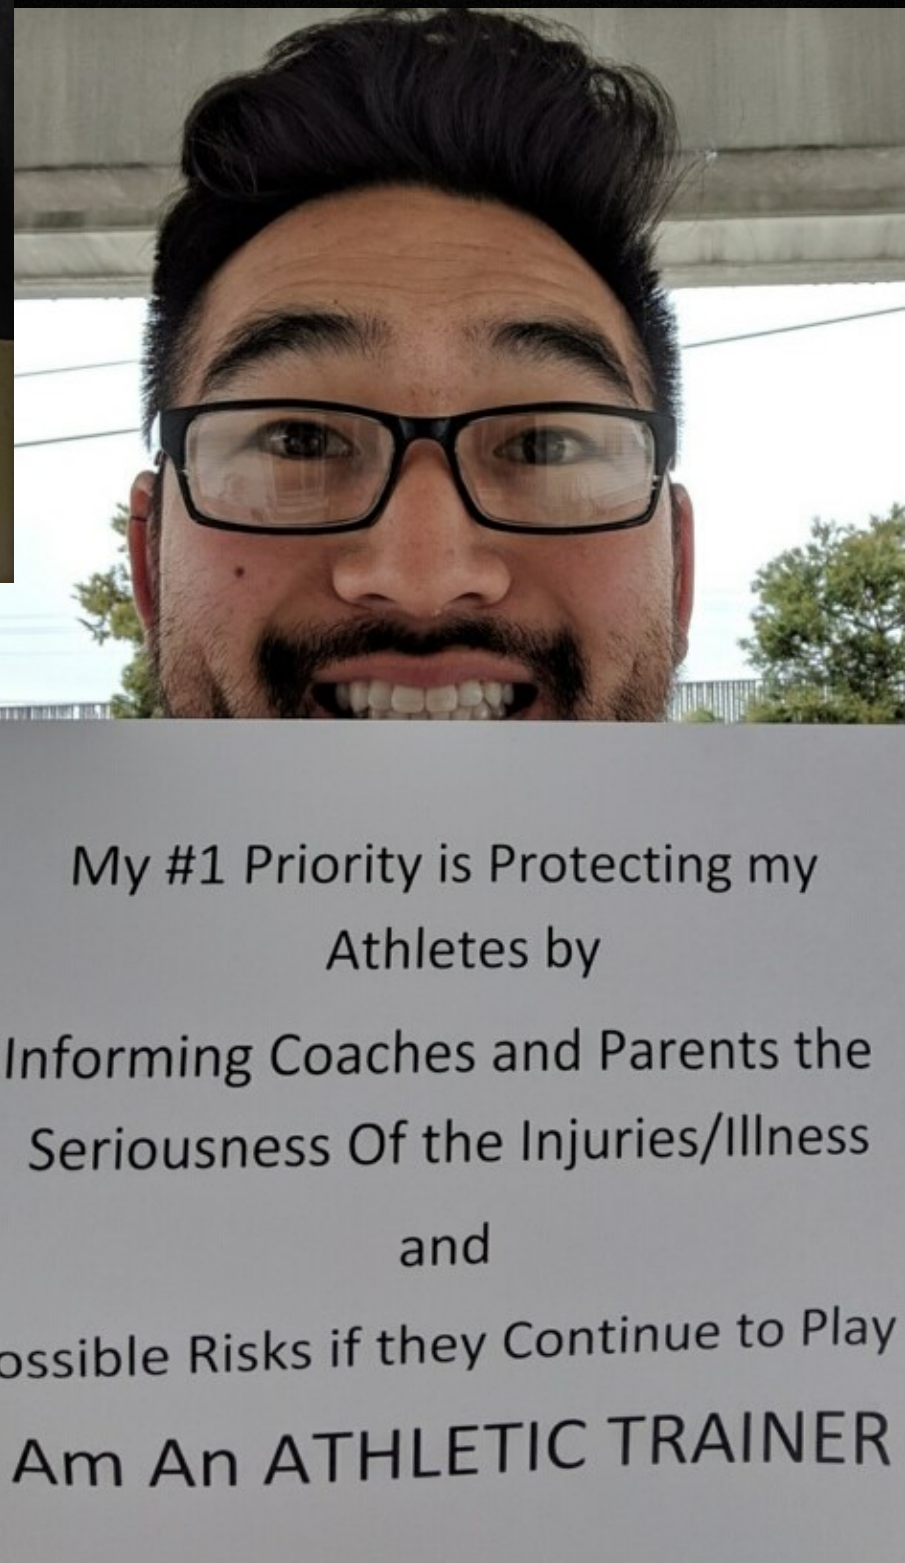 My #1 Priority is Protecting my
Athletes by
Informing Coaches and Parents the
Seriousness Of the Injuries/Illness
and
ossible Risks if they Continue to Play
Am An ATHLETIC TRAINER